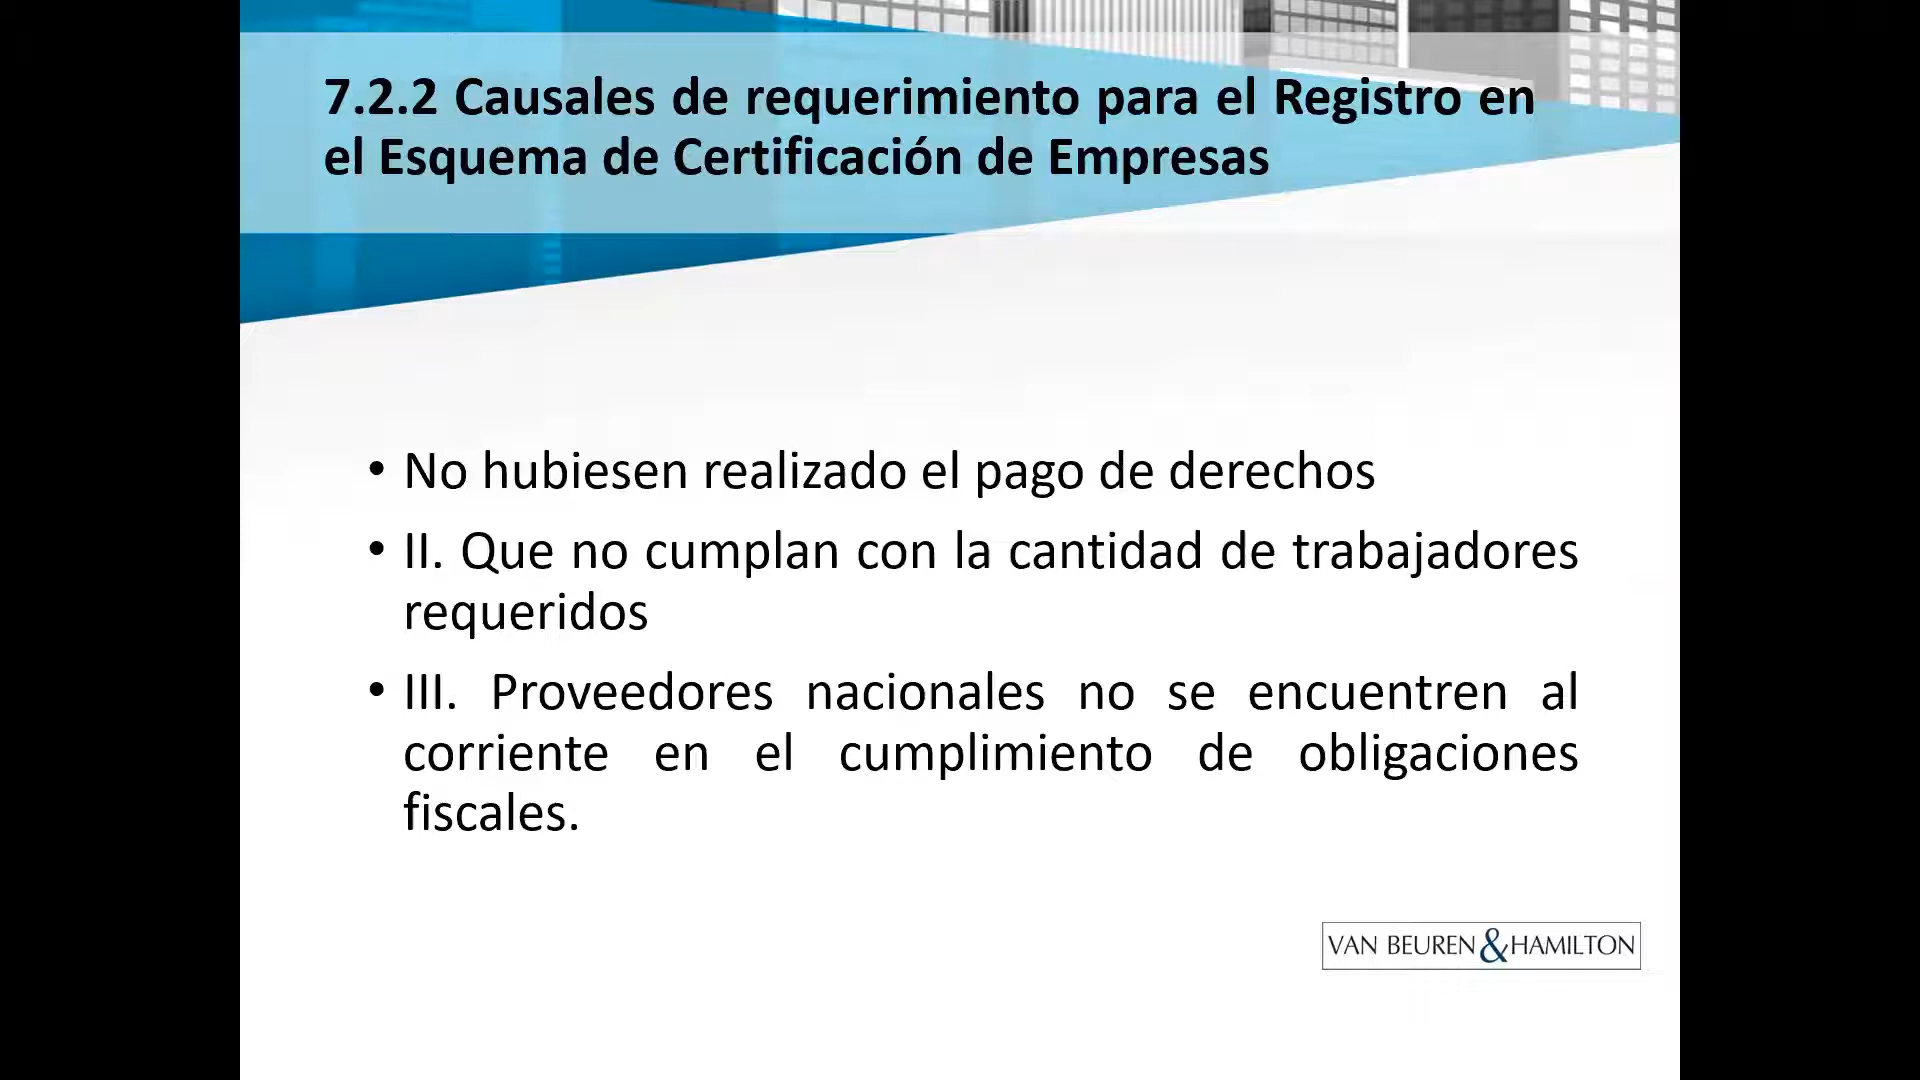 7.2.2 Causales de requerimiento para el Registro en
el Esquema de Certificación de Empresas
• No hubiesen realizado el pago de derechos
• II. Que no cumplan con la cantidad de trabajadores
requeridos
• III. Proveedores nacionales no se encuentren al
corriente en el cumplimiento de obligaciones
fiscales.
VAN BEUREN & HAMILTON